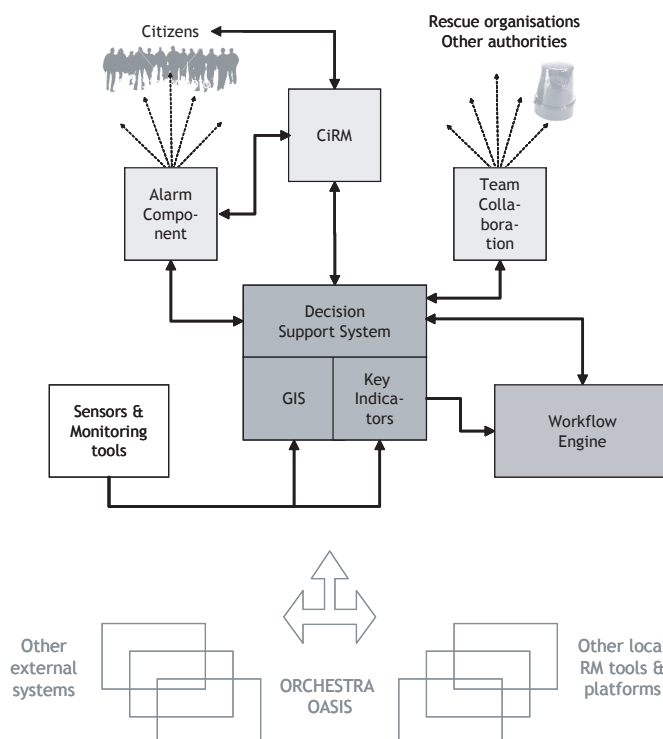 Citizens
Rescue organisations
Other authorities
CiRM
Alarm
Compo-
nent
Team
Colla-
bora-
tion
Decision
Support System
GIS
Key
Indica-
tors
Sensors &
Monitoring
tools
Workflow
Engine
Other
external
systems
ORCHESTRA
OASIS
Other loca
RM tools &
platforms